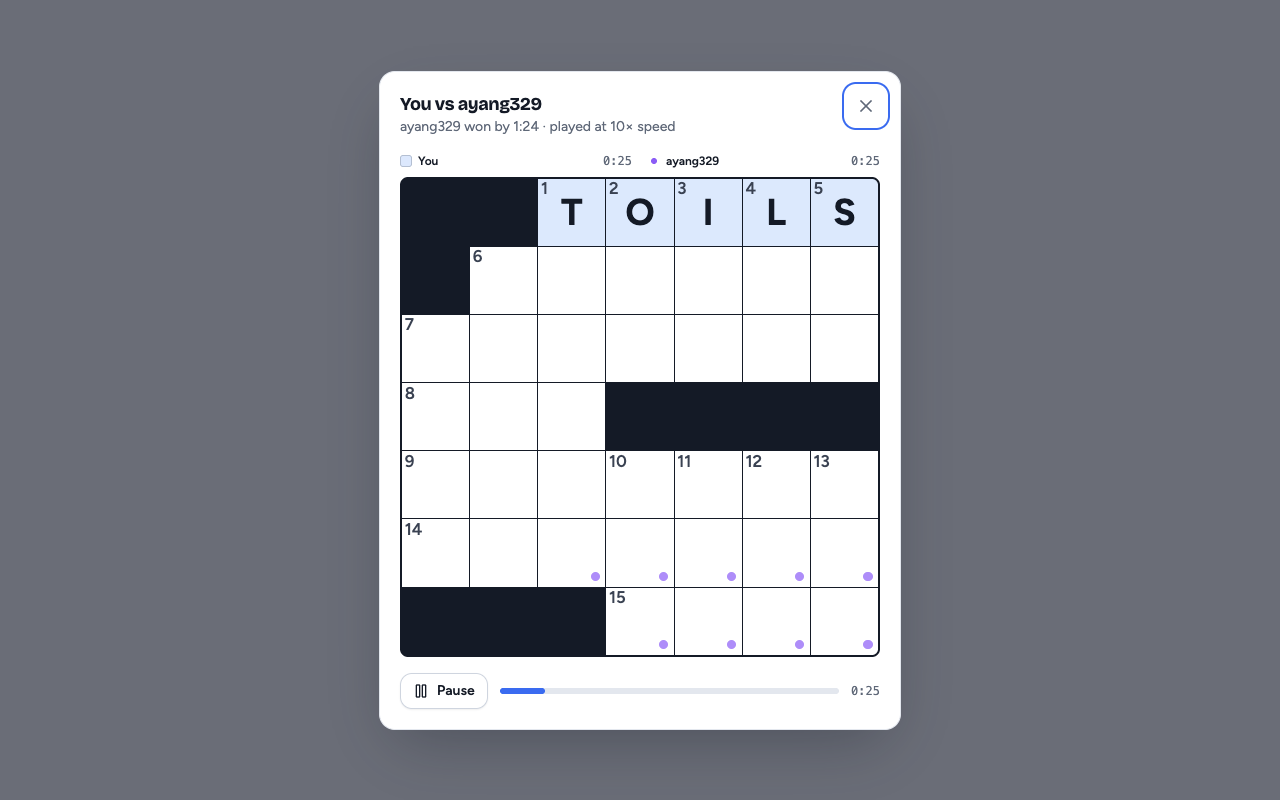 You vs ayang329
ayang329 won by 1:24 · played at 10× speed
You 0:25 ayang329 0:25
1 T 2 O 3 I 4 L 5 S
6
7
8
9 10 11 12 13
14
15
Pause 0:25